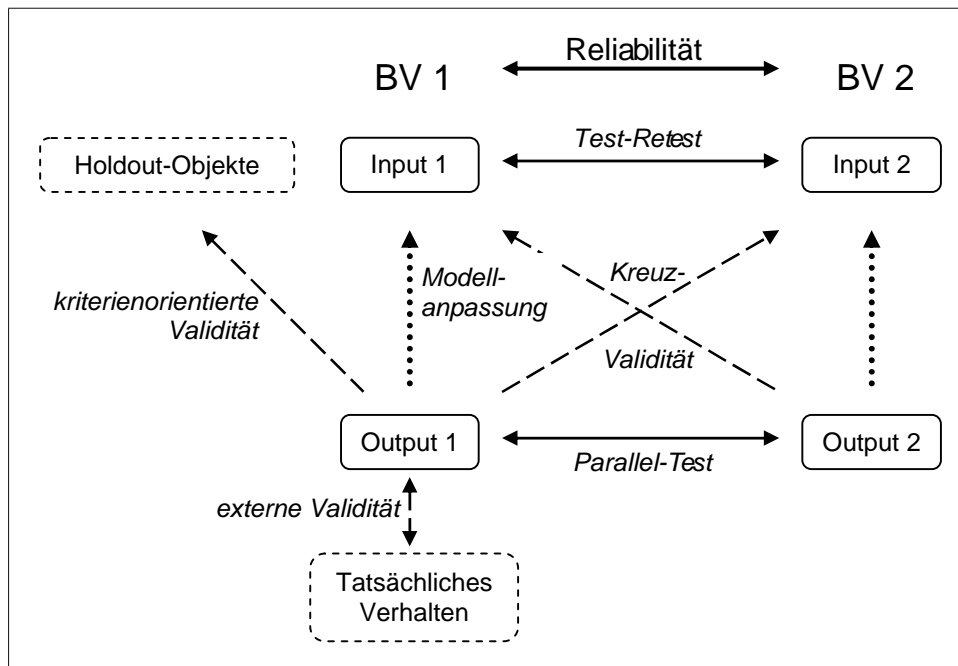 Reliabilität
BV 1
BV 2
Test-Retest
Holdout-Objekte
Input 1
Input 2
Modell-
anpassung
Kreuz-
kriterienorientierte
Validität
Validität
Output 1
Output 2
Parallel-Test
externe Validität
Tatsächliches
Verhalten